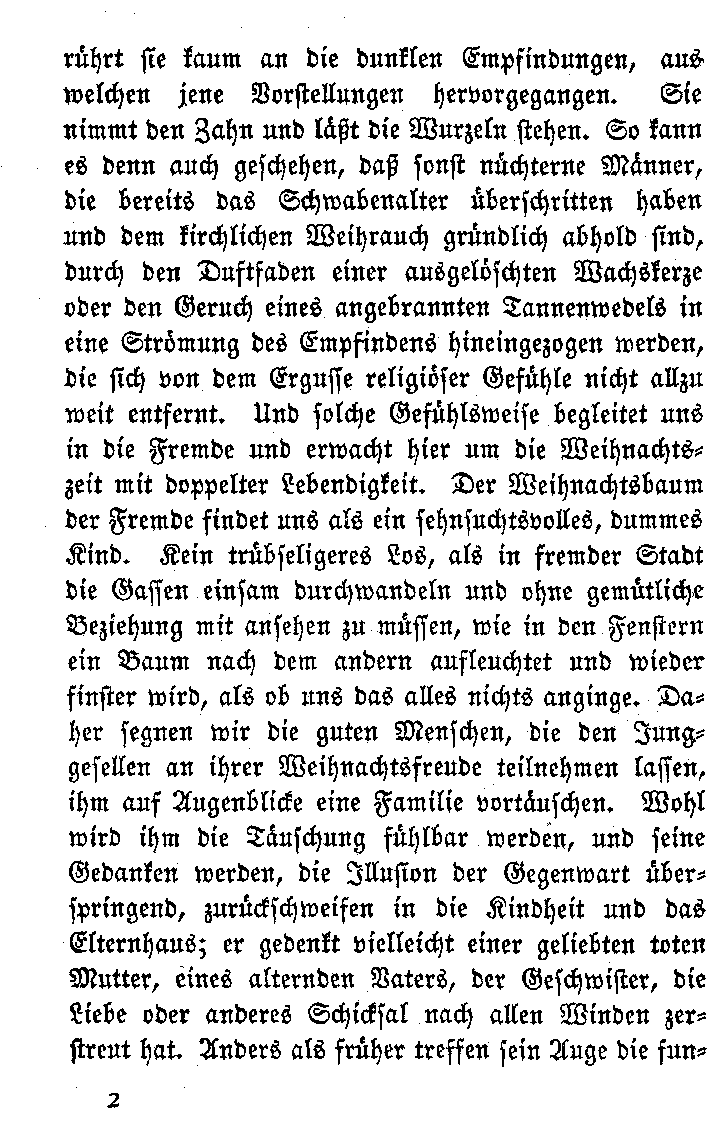 rührt sie kaum an die dunklen Empfindungen, aus
welchen jene Vorstellungen hervorgegangen. Sie
nimmt den Zahn und läßt die Wurzeln stehen. So kann
es denn auch geschehen, daß sonst nüchterne Männer,
die bereits das Schwabenalter überschritten haben
und dem kirchlichen Weihrauch gründlich abhold sind,
durch den Duftfaden einer ausgelöschten Wachskerze
oder den Geruch eines angebrannten Tannenwedels in
eine Strömung des Empfindens hineingezogen werden,
die sich von dem Ergusse religiöser Gefühle nicht allzu
weit entfernt. Und solche Gefühlsweise begleitet uns
in die Fremde und erwacht hier um die Weihnachts-
zeit mit doppelter Lebendigkeit. Der Weihnachtsbaum
der Fremde findet uns als ein sehnsuchtsvolles, dummes
Kind. Kein trübseligeres Los, als in fremder Stadt
die Gassen einsam durchwandeln und ohne gemütliche
Beziehung mit ansehen zu müssen, wie in den Fenstern
ein Baum nach dem andern aufleuchtet und wieder
finster wird, als ob uns das alles nichts anginge. Da-
her segnen wir die guten Menschen, die den Jung-
gesellen an ihrer Weihnachtsfreude teilnehmen lassen,
ihm auf Augenblicke eine Familie vortäuschen. Wohl
wird ihm die Täuschung fühlbar werden, und seine
Gedanken werden, die Illusion der Gegenwart über-
springend, zurückschweifen in die Kindheit und das
Elternhaus; er gedenkt vielleicht einer geliebten toten
Mutter, eines alternden Vaters, der Geschwister, die
Liebe oder anderes Schicksal nach allen Winden zer-
streut hat. Anders als früher treffen sein Auge die fun-
2